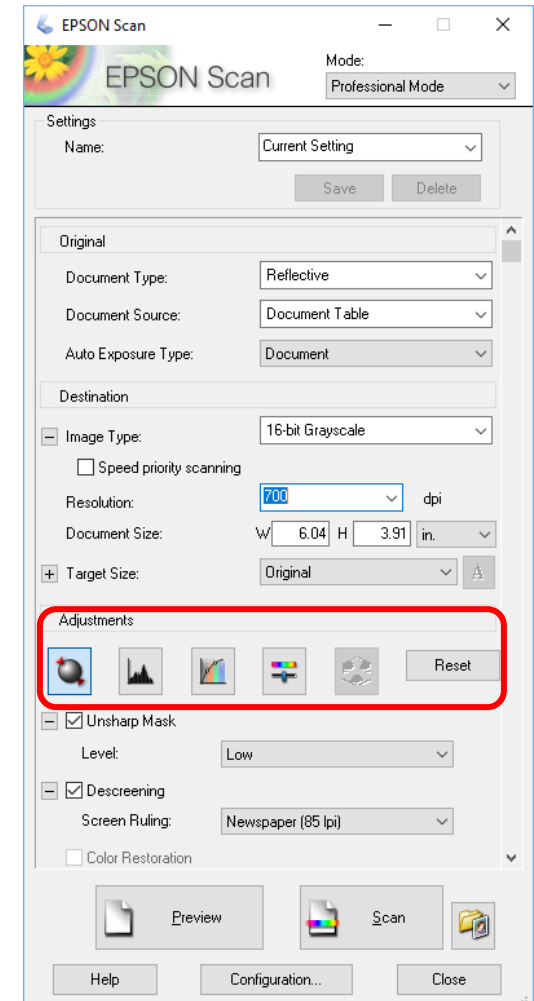 EPSON Scan
EPSON Scan
Mode:
Professional Mode
Settings
Name: Current Setting
Save Delete
Original
Document Type: Reflective
Document Source: Document Table
Auto Exposure Type: Document
Destination
Image Type: 16-bit Grayscale
Speed priority scanning
Resolution: 700 dpi
Document Size: W 6.04 H 3.91 in.
Target Size: Original A
Adjustments
Reset
Unsharp Mask
Level: Low
Descreening
Screen Ruling: Newspaper (85 lpi)
Color Restoration
Preview Scan
Help Configuration... Close